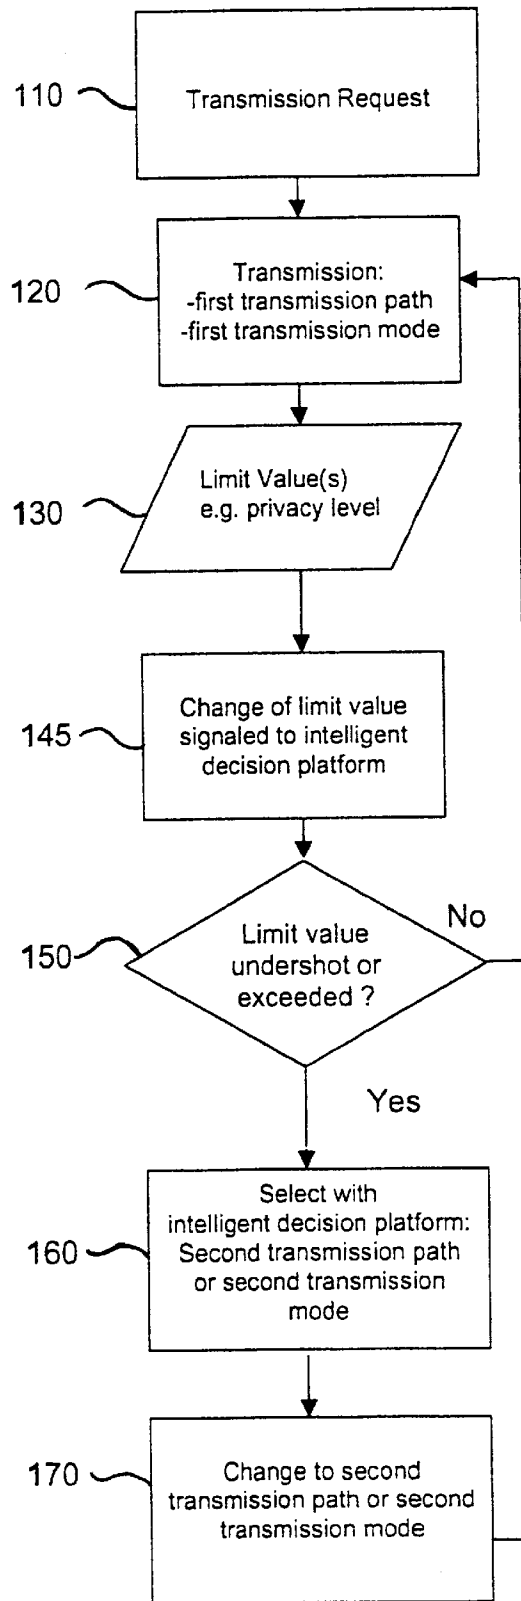 110
Transmission Request
120
Transmission:
-first transmission path
-first transmission mode
130
Limit Value(s)
e.g. privacy level
145
Change of limit value
signaled to intelligent
decision platform
150
Limit value
undershot or
exceeded ?
No
Yes
160
Select with
intelligent decision platform:
Second transmission path
or second transmission
mode
170
Change to second
transmission path or second
transmission mode